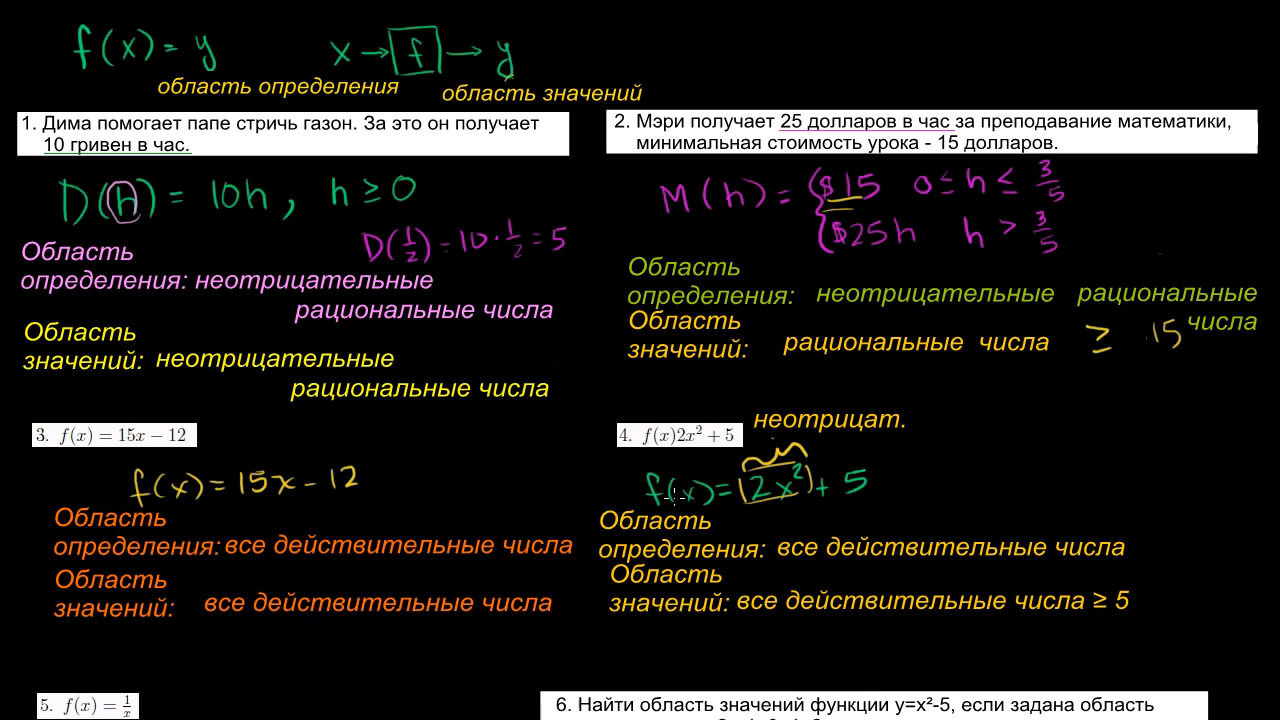 f(x) = y
x → f → y
область определения
область значений
1. Дима помогает папе стричь газон. За это он получает
10 гривен в час.
D(h) = 10h, h ≥ 0
D(1/2) = 10 · 1/2 = 5
Область
определения: неотрицательные
рациональные числа
Область
значений: неотрицательные
рациональные числа
2. Мэри получает 25 долларов в час за преподавание математики,
минимальная стоимость урока - 15 долларов.
M(h) = { $15 0 ≤ h ≤ 3/5
{ $25h h > 3/5
Область
определения: неотрицательные рациональные
числа
Область
значений: рациональные числа ≥ 15
3. f(x) = 15x − 12
f(x) = 15x − 12
Область
определения: все действительные числа
Область
значений: все действительные числа
неотрицат.
4. f(x)2x² + 5
f(x) = (2x²) + 5
Область
определения: все действительные числа
Область
значений: все действительные числа ≥ 5
5. f(x) = 1/x
6. Найти область значений функции y=x²-5, если задана область